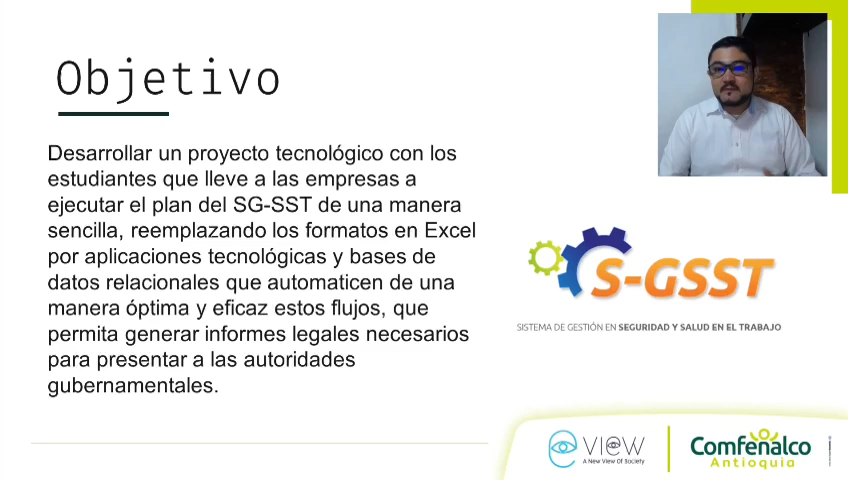 Objetivo
Desarrollar un proyecto tecnológico con los
estudiantes que lleve a las empresas a
ejecutar el plan del SG-SST de una manera
sencilla, reemplazando los formatos en Excel
por aplicaciones tecnológicas y bases de
datos relacionales que automaticen de una
manera óptima y eficaz estos flujos, que
permita generar informes legales necesarios
para presentar a las autoridades
gubernamentales.
S-GSST
SISTEMA DE GESTIÓN EN SEGURIDAD Y SALUD EN EL TRABAJO
view
A New View Of Society
Comfenalco
Antioquia